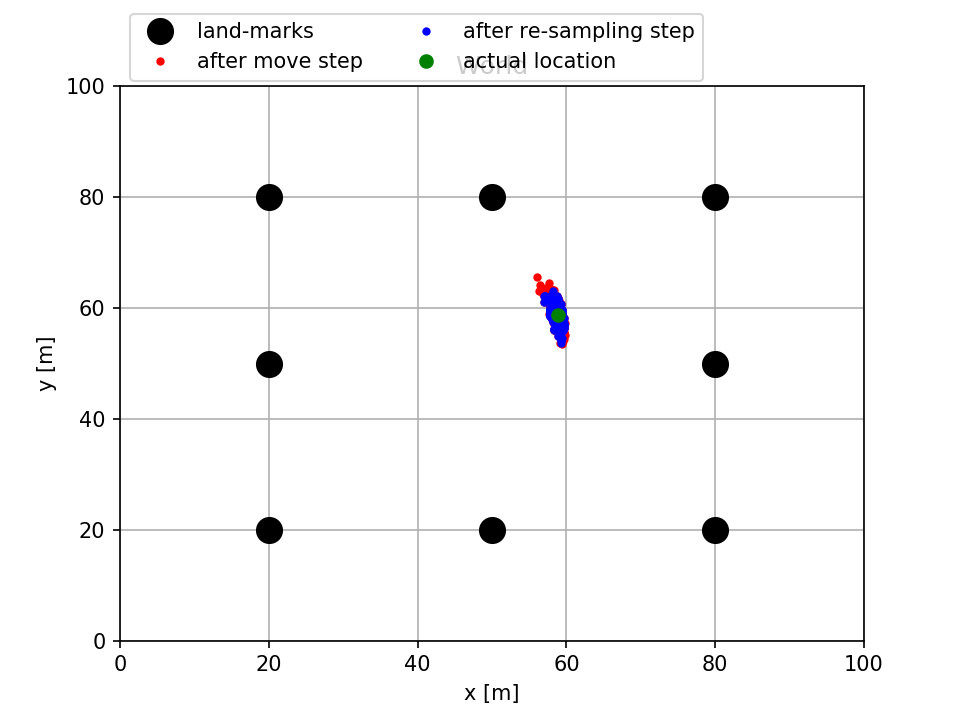 land-marks
after move step
after re-sampling step
actual location
World
100
80
60
40
20
0
y [m]
0 20 40 60 80 100
x [m]